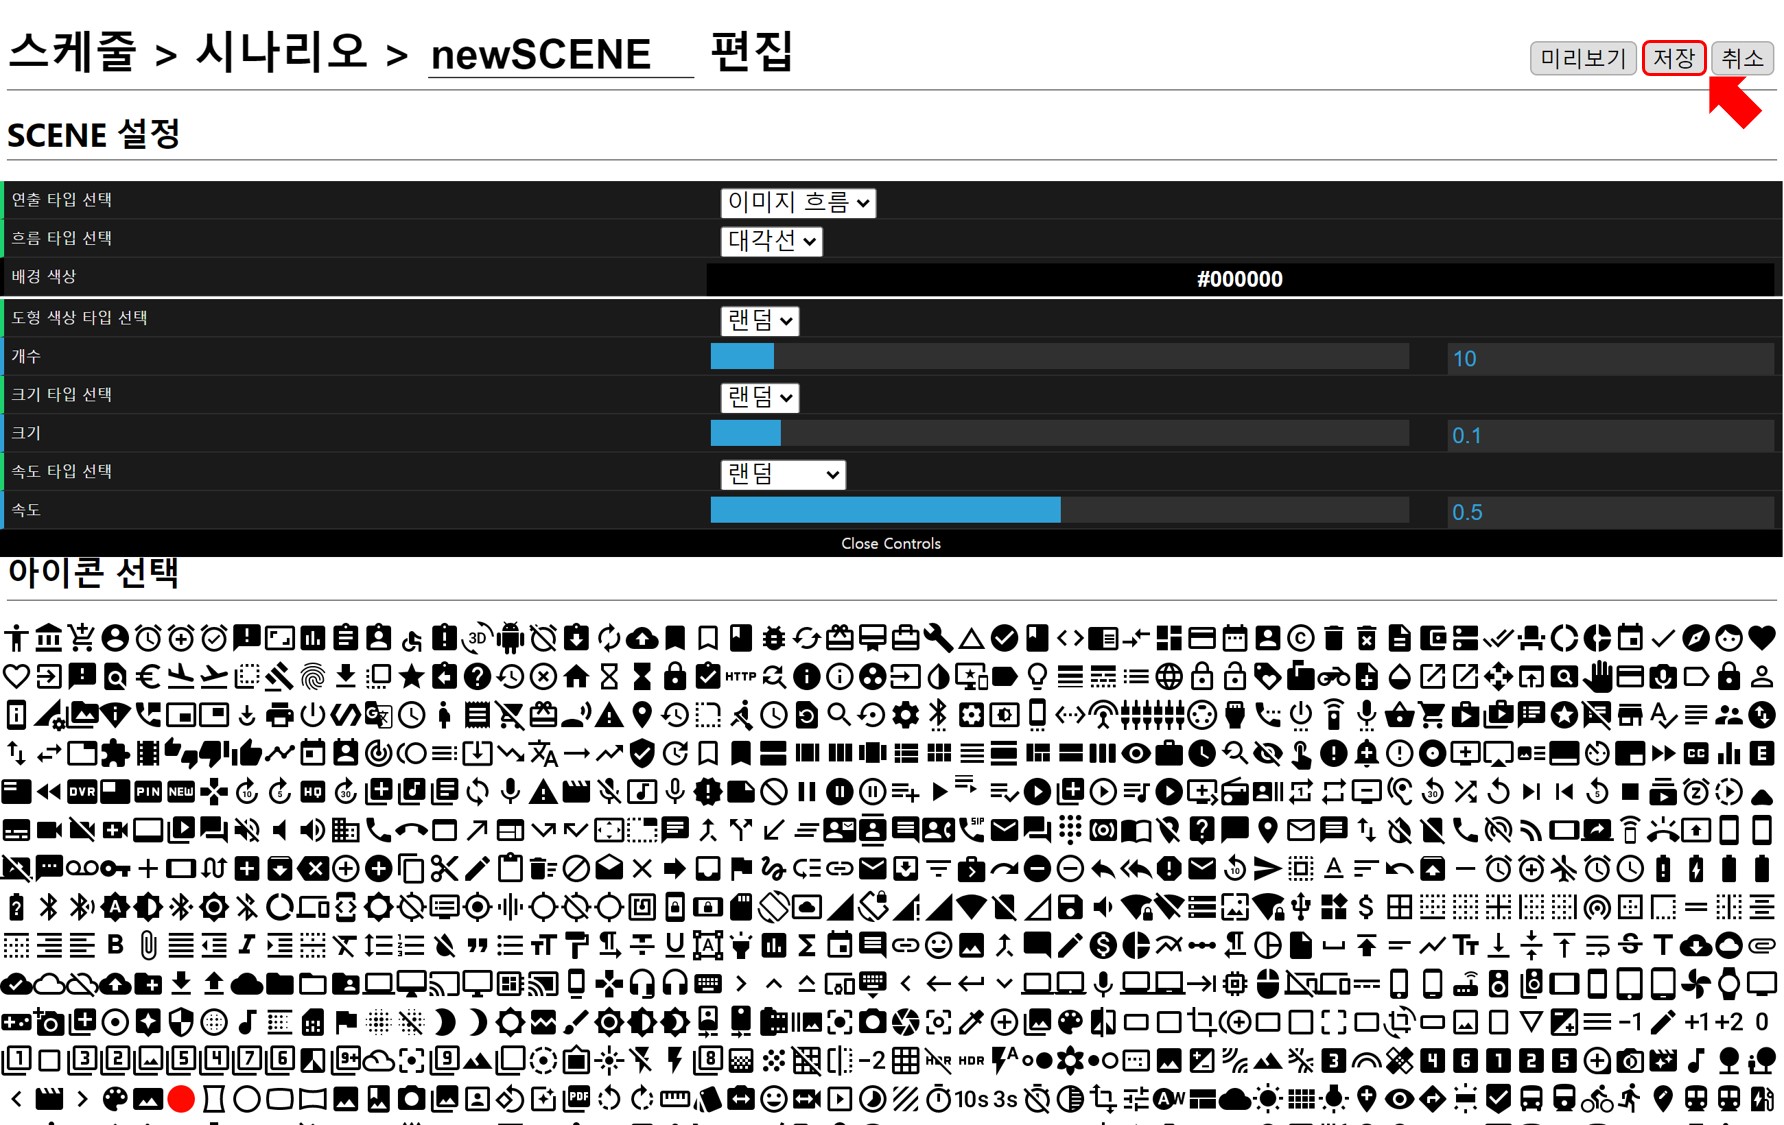 스케줄 > 시나리오 > newSCENE 편집
미리보기 저장 취소
SCENE 설정
연출 타입 선택 이미지 흐름
흐름 타입 선택 대각선
배경 색상 #000000
도형 색상 타입 선택 랜덤
개수 10
크기 타입 선택 랜덤
크기 0.1
속도 타입 선택 랜덤
속도 0.5
Close Controls
아이콘 선택
3D
HTTP
CC
DVR PIN NEW HQ
SIP
-1 +1 +2 0
-2 HDR
PDF 10s 3s